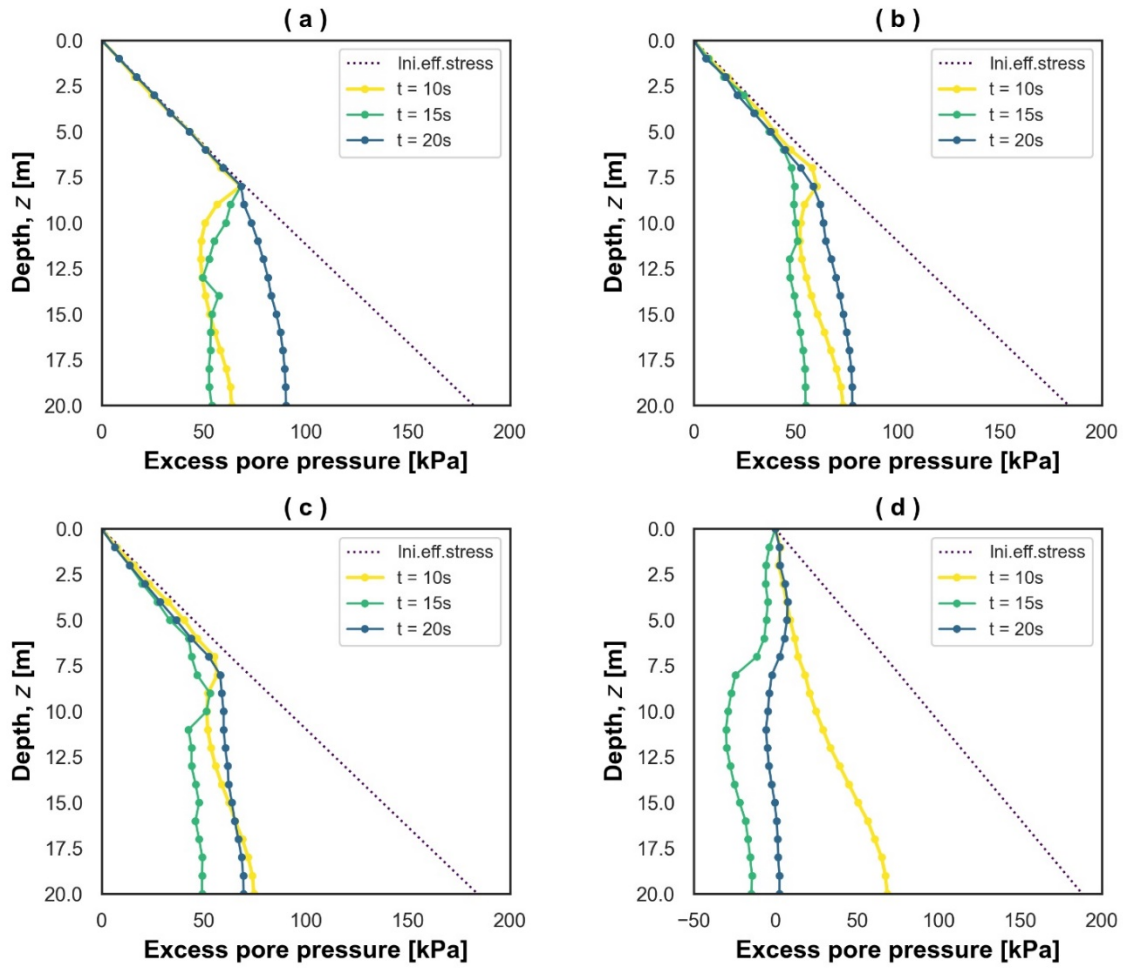 ( a )
0.0
2.5
5.0
7.5
10.0
12.5
15.0
17.5
20.0
Depth, z [m]
Ini.eff.stress
t = 10s
t = 15s
t = 20s
0 50 100 150 200
Excess pore pressure [kPa]
( b )
0.0
2.5
5.0
7.5
10.0
12.5
15.0
17.5
20.0
Depth, z [m]
Ini.eff.stress
t = 10s
t = 15s
t = 20s
0 50 100 150 200
Excess pore pressure [kPa]
( c )
0.0
2.5
5.0
7.5
10.0
12.5
15.0
17.5
20.0
Depth, z [m]
Ini.eff.stress
t = 10s
t = 15s
t = 20s
0 50 100 150 200
Excess pore pressure [kPa]
( d )
0.0
2.5
5.0
7.5
10.0
12.5
15.0
17.5
20.0
Depth, z [m]
Ini.eff.stress
t = 10s
t = 15s
t = 20s
−50 0 50 100 150 200
Excess pore pressure [kPa]